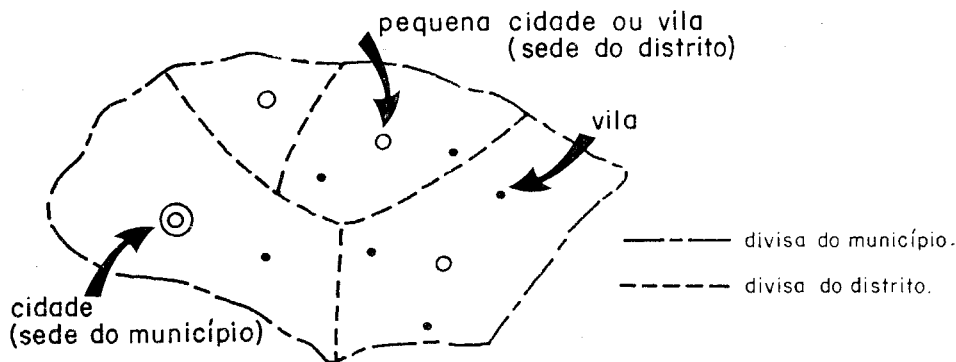 pequena cidade ou vila
(sede do distrito)
vila
divisa do município.
divisa do distrito.
cidade
(sede do município)